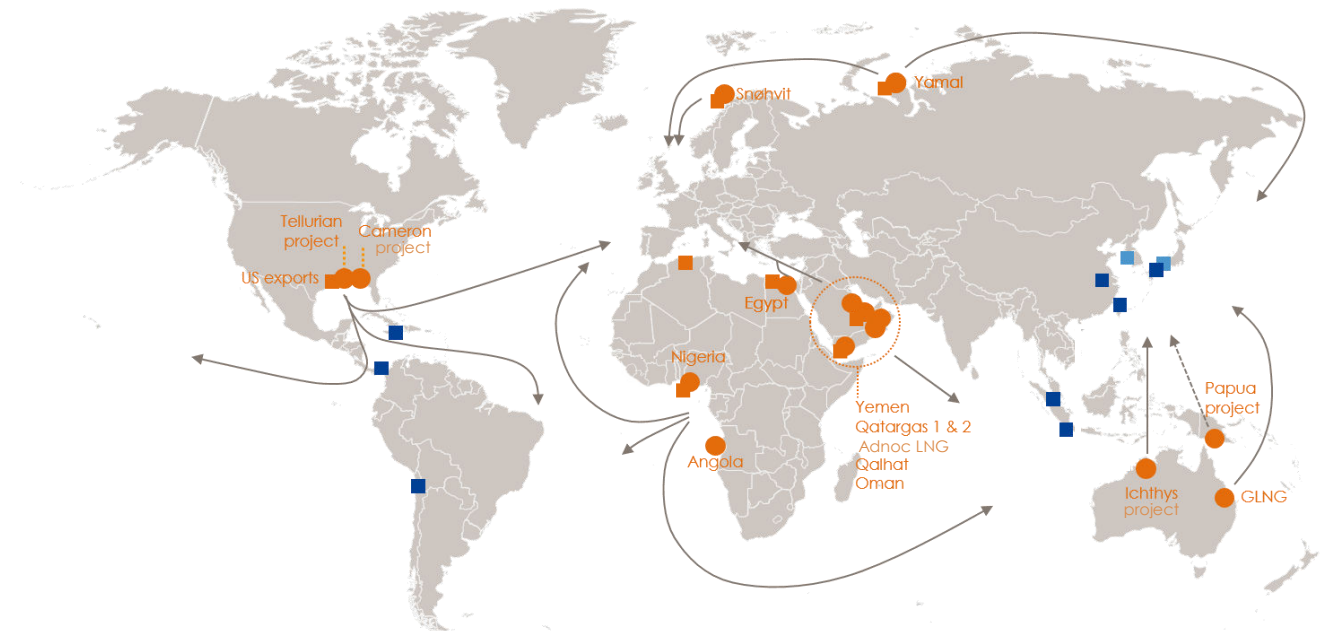 Snøhvit
Yamal
Tellurian
project
Cameron
project
US exports
Egypt
Nigeria
Angola
Yemen
Qatargas 1 & 2
Adnoc LNG
Qalhat
Oman
Papua
project
Ichthys
project
GLNG